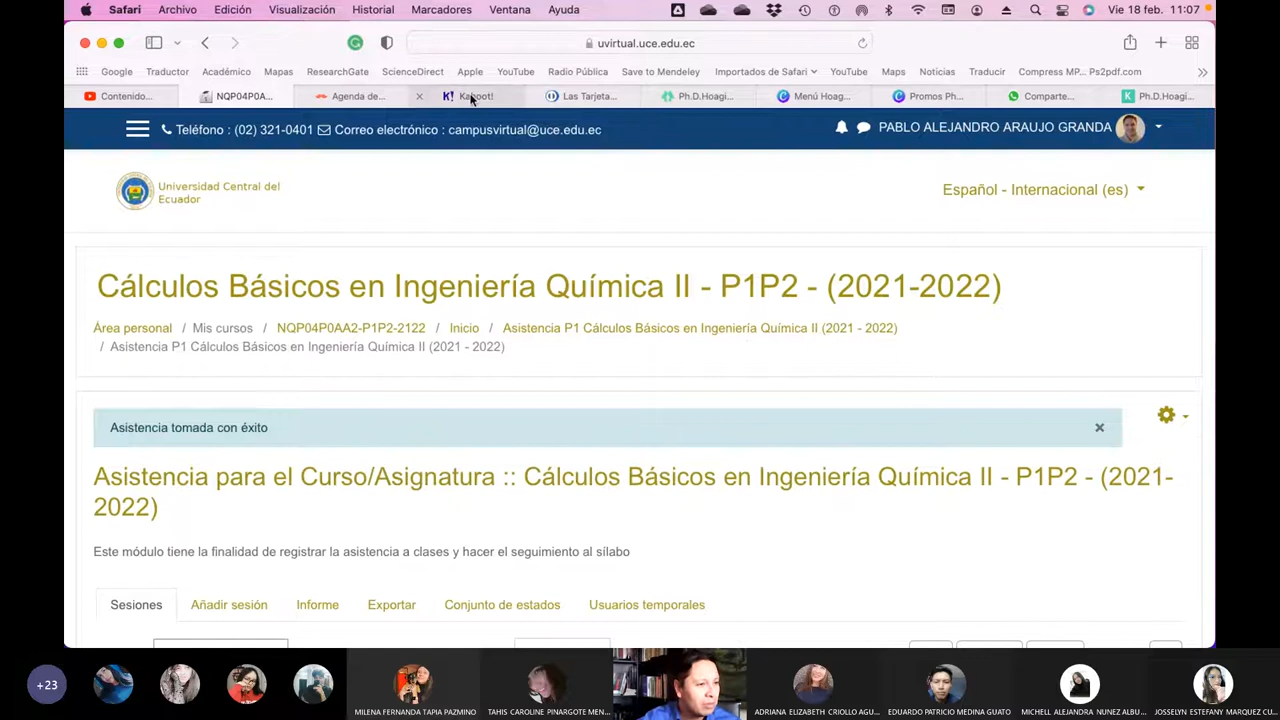 Safari Archivo Edición Visualización Historial Marcadores Ventana Ayuda Vie 18 feb. 11:07
uvirtual.uce.edu.ec
Google Traductor Académico Mapas ResearchGate ScienceDirect Apple YouTube Radio Pública Save to Mendeley Importados de Safari YouTube Maps Noticias Traducir Compress MP... Ps2pdf.com
Contenido... NQP04P0A... Agenda de... Kahoot! Las Tarjeta... Ph.D.Hoagi... Menú Hoag... Promos Ph... Comparte... Ph.D.Hoagi...
Teléfono : (02) 321-0401 Correo electrónico : campusvirtual@uce.edu.ec PABLO ALEJANDRO ARAUJO GRANDA
Universidad Central del
Ecuador
Español - Internacional (es)
Cálculos Básicos en Ingeniería Química II - P1P2 - (2021-2022)
Área personal / Mis cursos / NQP04P0AA2-P1P2-2122 / Inicio / Asistencia P1 Cálculos Básicos en Ingeniería Química II (2021 - 2022)
/ Asistencia P1 Cálculos Básicos en Ingeniería Química II (2021 - 2022)
Asistencia tomada con éxito ×
Asistencia para el Curso/Asignatura :: Cálculos Básicos en Ingeniería Química II - P1P2 - (2021-
2022)
Este módulo tiene la finalidad de registrar la asistencia a clases y hacer el seguimiento al sílabo
Sesiones Añadir sesión Informe Exportar Conjunto de estados Usuarios temporales
+23
MILENA FERNANDA TAPIA PAZMINO TAHIS CAROLINE PINARGOTE MEN... ADRIANA ELIZABETH CRIOLLO AGU... EDUARDO PATRICIO MEDINA GUATO MICHELL ALEJANDRA NUNEZ ALBU... JOSSELYN ESTEFANY MARQUEZ CU...